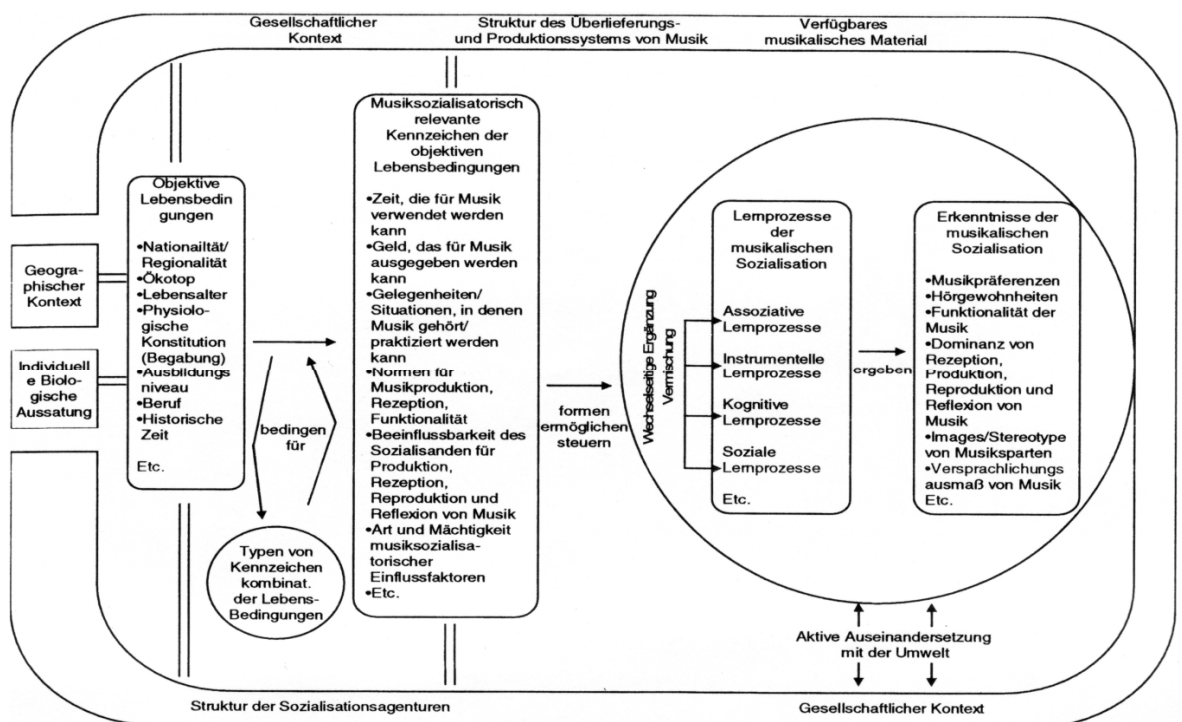 Gesellschaftlicher
Kontext
Struktur des Überlieferungs-
und Produktionssystems von Musik
Verfügbares
musikalisches Material
Geogra-
phischer
Kontext
Individuell
e Biolo-
gische
Aussatung
Objektive
Lebensbedin
gungen
•Nationailtät/
Regionalität
•Ökotop
•Lebensalter
•Physiolo-
gische
Konstitution
(Begabung)
•Ausbildungs
niveau
•Beruf
•Historische
Zeit
Etc.
bedingen
für
Typen von
Kennzeichen
kombinat.
der Lebens-
Bedingungen
Musiksozialisatorisch
relevante
Kennzeichen der
objektiven
Lebensbedingungen
•Zeit, die für Musik
verwendet werden
kann
•Geld, das für Musik
ausgegeben werden
kann
•Gelegenheiten/
Situationen, in denen
Musik gehört/
praktiziert werden
kann
•Normen für
Musikproduktion,
Rezeption,
Funktionalität
•Beeinflussbarkeit des
Sozialisanden für
Produktion,
Rezeption,
Reproduktion und
Reflexion von Musik
•Art und Mächtigkeit
musiksozialisa-
torischer
Einflussfaktoren
•Etc.
formen
ermöglichen
steuern
Wechselseitige Ergänzung
Vermischung
Lernprozesse
der
musikalischen
Sozialisation
Assoziative
Lernprozesse
Instrumentelle
Lernprozesse
Kognitive
Lernprozesse
Soziale
Lernprozesse
Etc.
ergeben
Erkenntnisse der
musikalischen
Sozialisation
•Musikpräferenzen
•Hörgewohnheiten
•Funktionalität der
Musik
•Dominanz von
Rezeption,
Produktion,
Reproduktion und
Reflexion von
Musik
•Images/Stereotype
von Musiksparten
•Versprachlichungs
ausmaß von Musik
Etc.
Aktive Auseinandersetzung
mit der Umwelt
Struktur der Sozialisationsagenturen
Gesellschaftlicher Kontext